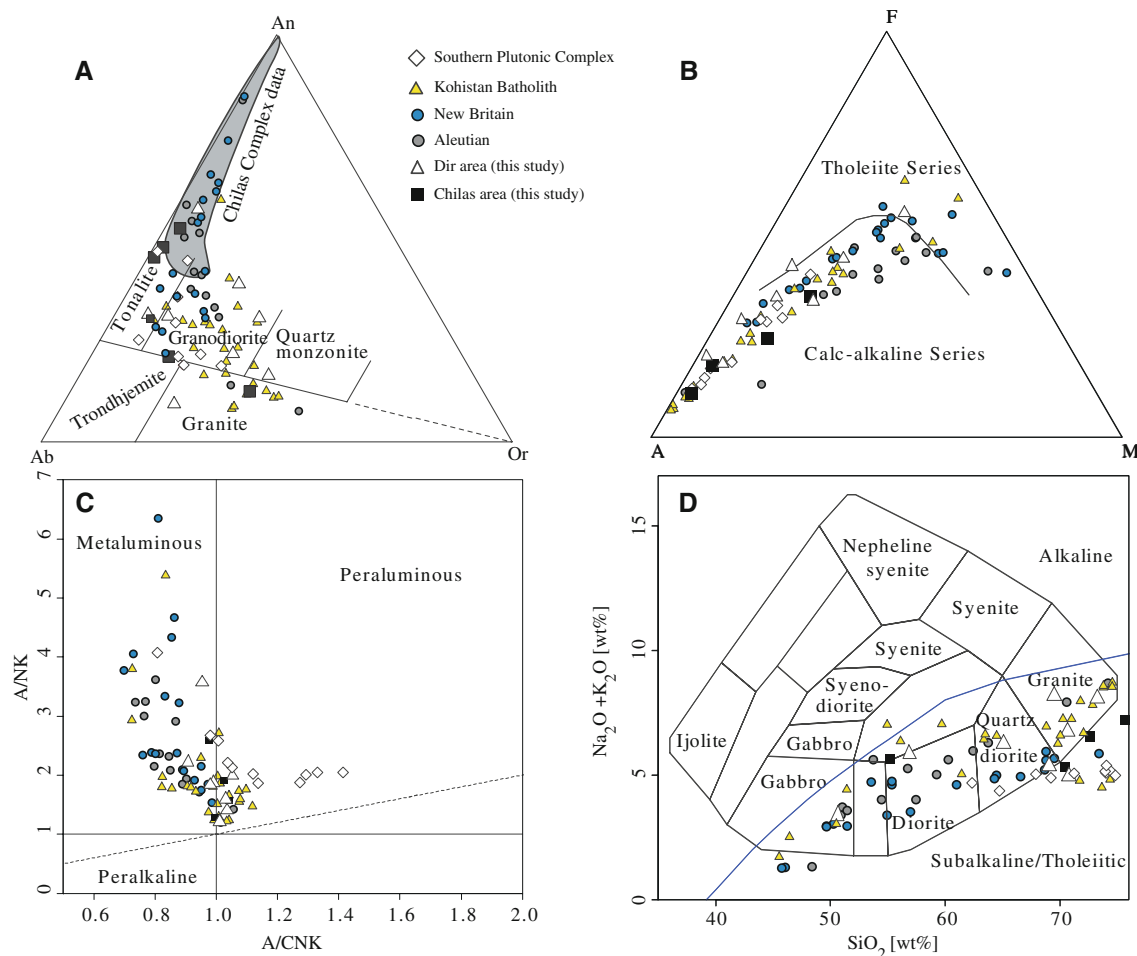 An
A
Chilas Complex data
Tonalite
Granodiorite
Quartz
monzonite
Trondhjemite
Granite
Ab
Or
Southern Plutonic Complex
Kohistan Batholith
New Britain
Aleutian
Dir area (this study)
Chilas area (this study)
F
B
Tholeiite Series
Calc-alkaline Series
A
M
C
Metaluminous
Peraluminous
Peralkaline
7
6
5
4
3
2
1
0
A/NK
0.6 0.8 1.0 1.2 1.4 1.6 1.8 2.0
A/CNK
D
Nepheline
syenite
Alkaline
Syenite
Syenite
Syeno-
diorite
Granite
Quartz
diorite
Ijolite
Gabbro
Gabbro
Diorite
Subalkaline/Tholeiitic
15
10
5
0
Na2O +K2O [wt%]
40 50 60 70
SiO2 [wt%]